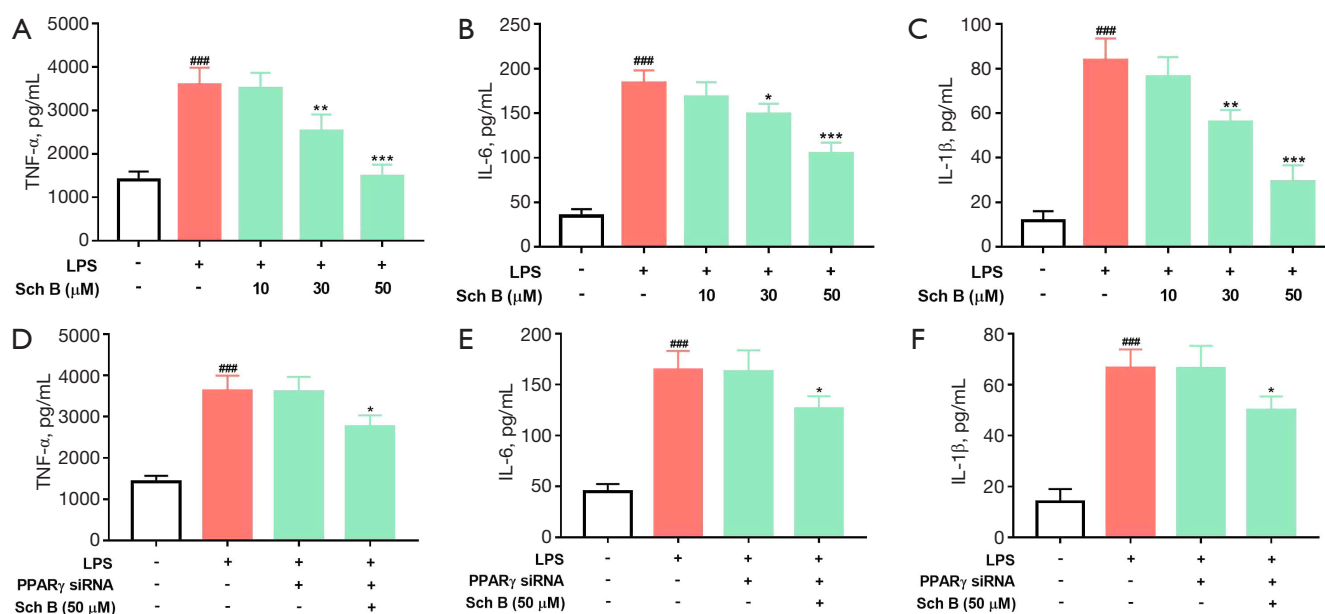 A
TNF-α, pg/mL
5000
4000
3000
2000
1000
0
###
**
***
LPS - + + + +
Sch B (μM) - - 10 30 50
B
IL-6, pg/mL
250
200
150
100
50
0
###
*
***
LPS - + + + +
Sch B (μM) - - 10 30 50
C
IL-1β, pg/mL
100
80
60
40
20
0
###
**
***
LPS - + + + +
Sch B (μM) - - 10 30 50
D
TNF-α, pg/mL
5000
4000
3000
2000
1000
0
###
*
LPS - + + +
PPARγ siRNA - - + +
Sch B (50 μM) - - - +
E
IL-6, pg/mL
200
150
100
50
0
###
*
LPS - + + +
PPARγ siRNA - - + +
Sch B (50 μM) - - - +
F
IL-1β, pg/mL
80
60
40
20
0
###
*
LPS - + + +
PPARγ siRNA - - + +
Sch B (50 μM) - - - +